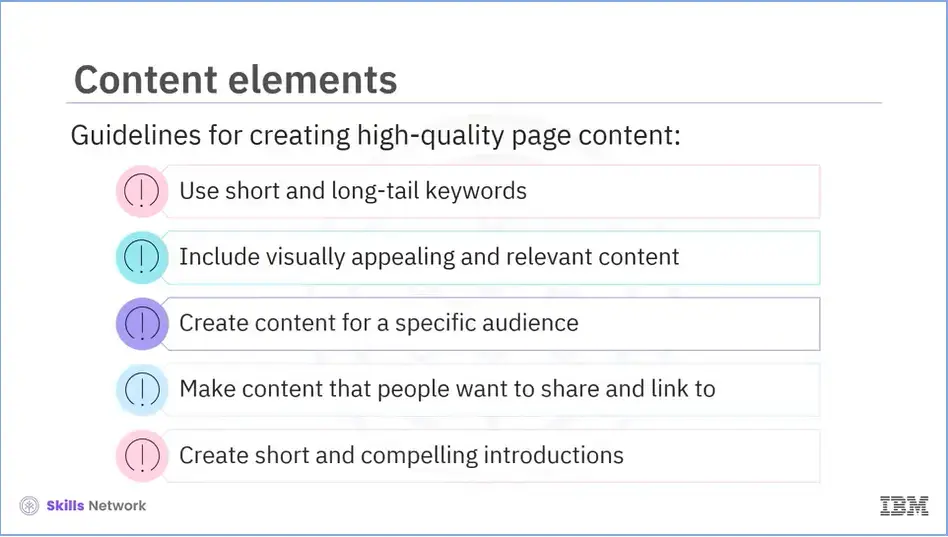 Content elements
Guidelines for creating high-quality page content:
Use short and long-tail keywords
Include visually appealing and relevant content
Create content for a specific audience
Make content that people want to share and link to
Create short and compelling introductions
Skills Network
IBM